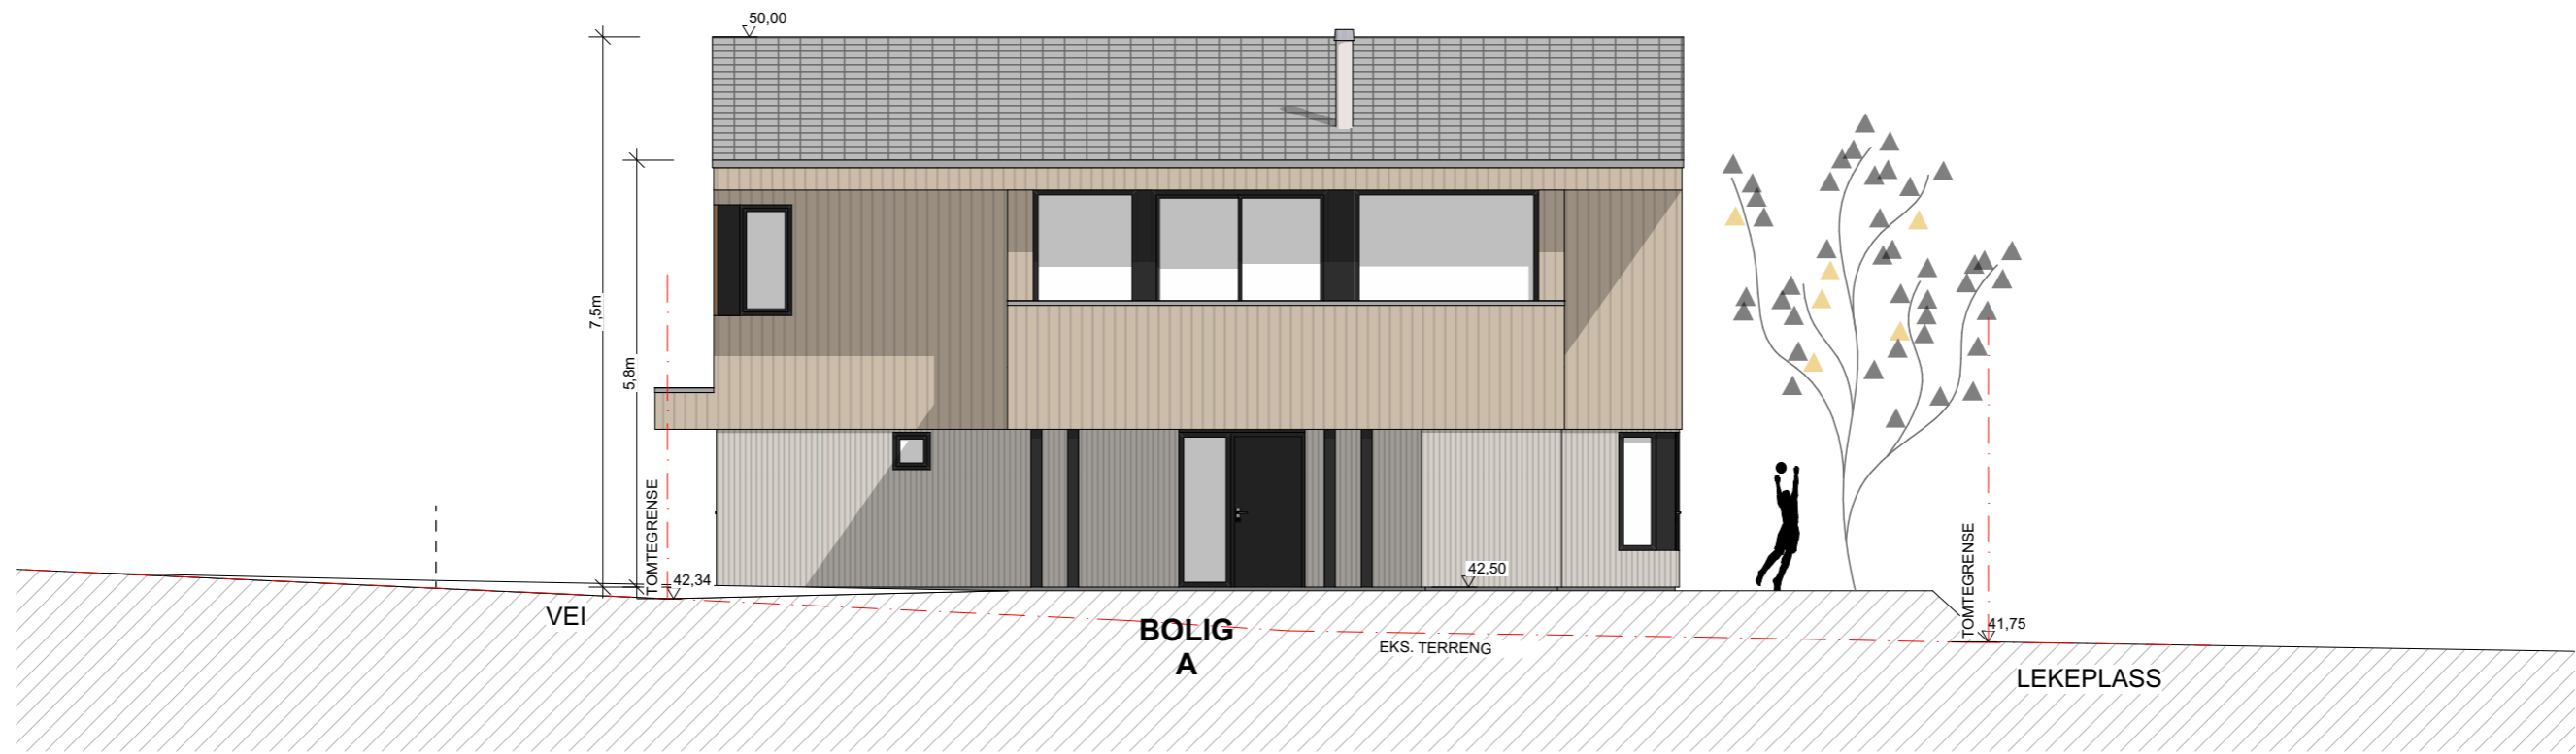 50,00
7,5m
5,8m
TOMTEGRENSE
42,34
VEI
42,50
BOLIG
A
EKS. TERRENG
TOMTEGRENSE
41,75
LEKEPLASS